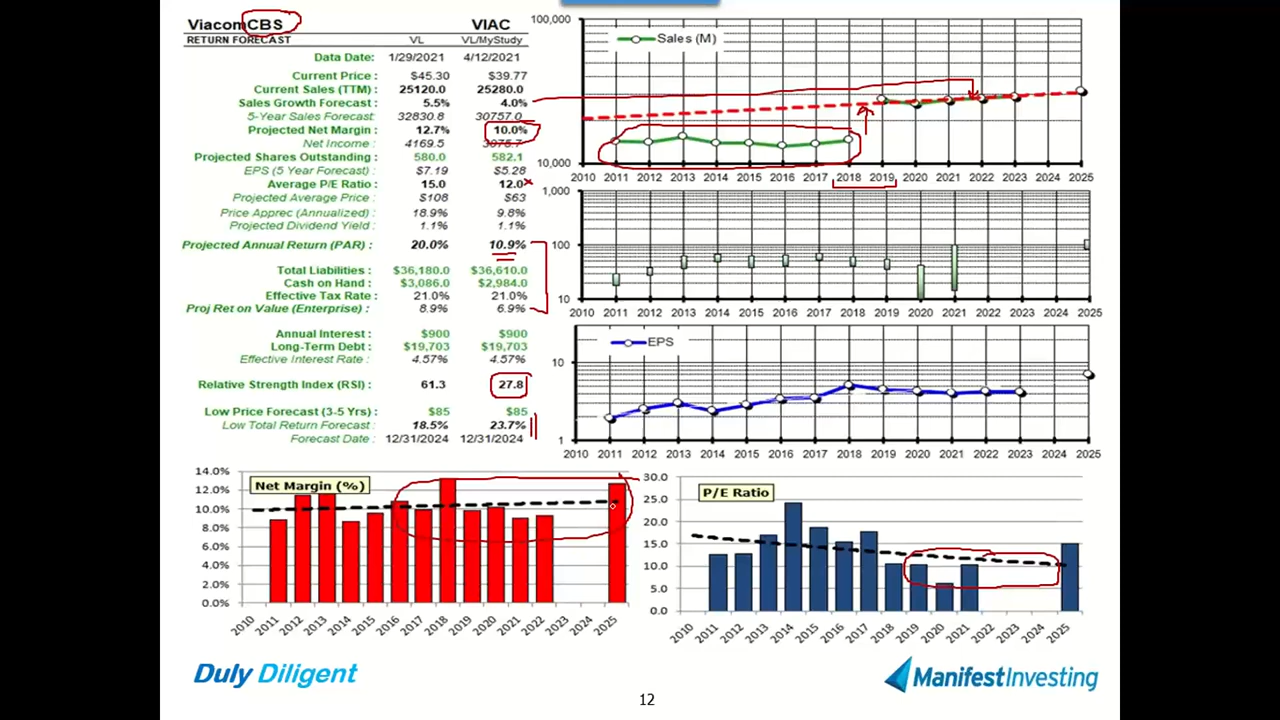 ViacomCBS VIAC
RETURN FORECAST VL VL/MyStudy
Data Date: 1/29/2021 4/12/2021
Current Price: $45.30 $39.77
Current Sales (TTM) : 25120.0 25280.0
Sales Growth Forecast : 5.5% 4.0%
5-Year Sales Forecast: 32830.8 30757.0
Projected Net Margin : 12.7% 10.0%
Net Income : 4169.5 3075.7
Projected Shares Outstanding : 580.0 582.1
EPS (5 Year Forecast) : $7.19 $5.28
Average P/E Ratio : 15.0 12.0
Projected Average Price : $108 $63
Price Apprec (Annualized) : 18.9% 9.8%
Projected Dividend Yield : 1.1% 1.1%
Projected Annual Return (PAR) : 20.0% 10.9%
Total Liabilities : $36,180.0 $36,610.0
Cash on Hand : $3,086.0 $2,984.0
Effective Tax Rate : 21.0% 21.0%
Proj Ret on Value (Enterprise) : 8.9% 6.9%
Annual Interest : $900 $900
Long-Term Debt : $19,703 $19,703
Effective Interest Rate : 4.57% 4.57%
Relative Strength Index (RSI) : 61.3 27.8
Low Price Forecast (3-5 Yrs) : $85 $85
Low Total Return Forecast : 18.5% 23.7%
Forecast Date : 12/31/2024 12/31/2024
100,000
Sales (M)
10,000
2010 2011 2012 2013 2014 2015 2016 2017 2018 2019 2020 2021 2022 2023 2024 2025
1,000
100
10
2010 2011 2012 2013 2014 2015 2016 2017 2018 2019 2020 2021 2022 2023 2024 2025
EPS
10
1
2010 2011 2012 2013 2014 2015 2016 2017 2018 2019 2020 2021 2022 2023 2024 2025
14.0%
Net Margin (%)
12.0%
10.0%
8.0%
6.0%
4.0%
2.0%
0.0%
2010 2011 2012 2013 2014 2015 2016 2017 2018 2019 2020 2021 2022 2023 2024 2025
30.0
P/E Ratio
25.0
20.0
15.0
10.0
5.0
0.0
2010 2011 2012 2013 2014 2015 2016 2017 2018 2019 2020 2021 2022 2023 2024 2025
Duly Diligent
ManifestInvesting
12